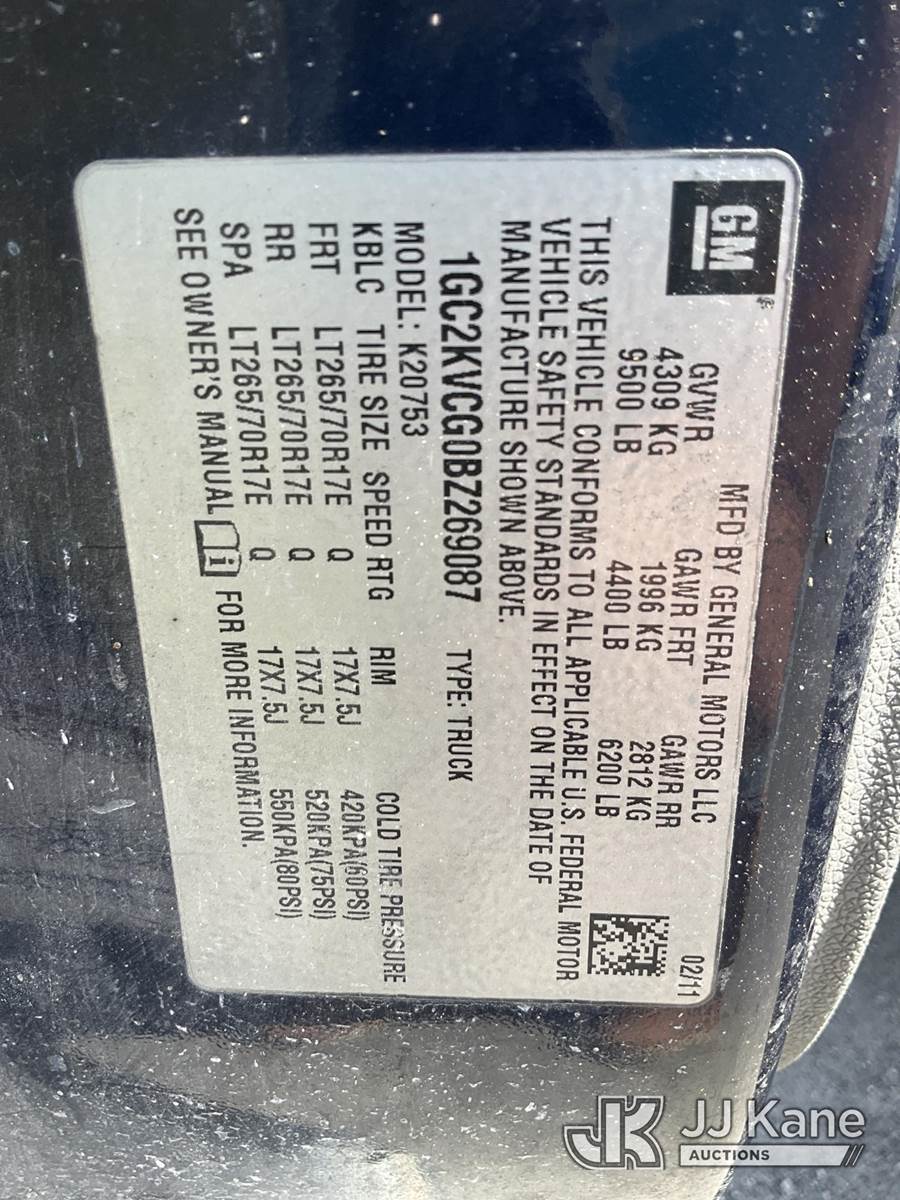 GM
MFD BY GENERAL MOTORS LLC 02/11
GVWR GAWR FRT GAWR RR
4309 KG 1996 KG 2812 KG
9500 LB 4400 LB 6200 LB
THIS VEHICLE CONFORMS TO ALL APPLICABLE U.S. FEDERAL MOTOR
VEHICLE SAFETY STANDARDS IN EFFECT ON THE DATE OF
MANUFACTURE SHOWN ABOVE.
1GC2KVCG0BZ269087 TYPE: TRUCK
MODEL: K20753
KBLC TIRE SIZE SPEED RTG RIM COLD TIRE PRESSURE
FRT LT265/70R17E Q 17X7.5J 420KPA(60PSI)
RR LT265/70R17E Q 17X7.5J 520KPA(75PSI)
SPA LT265/70R17E Q 17X7.5J 550KPA(80PSI)
SEE OWNER'S MANUAL i FOR MORE INFORMATION.
JK JJ Kane
AUCTIONS